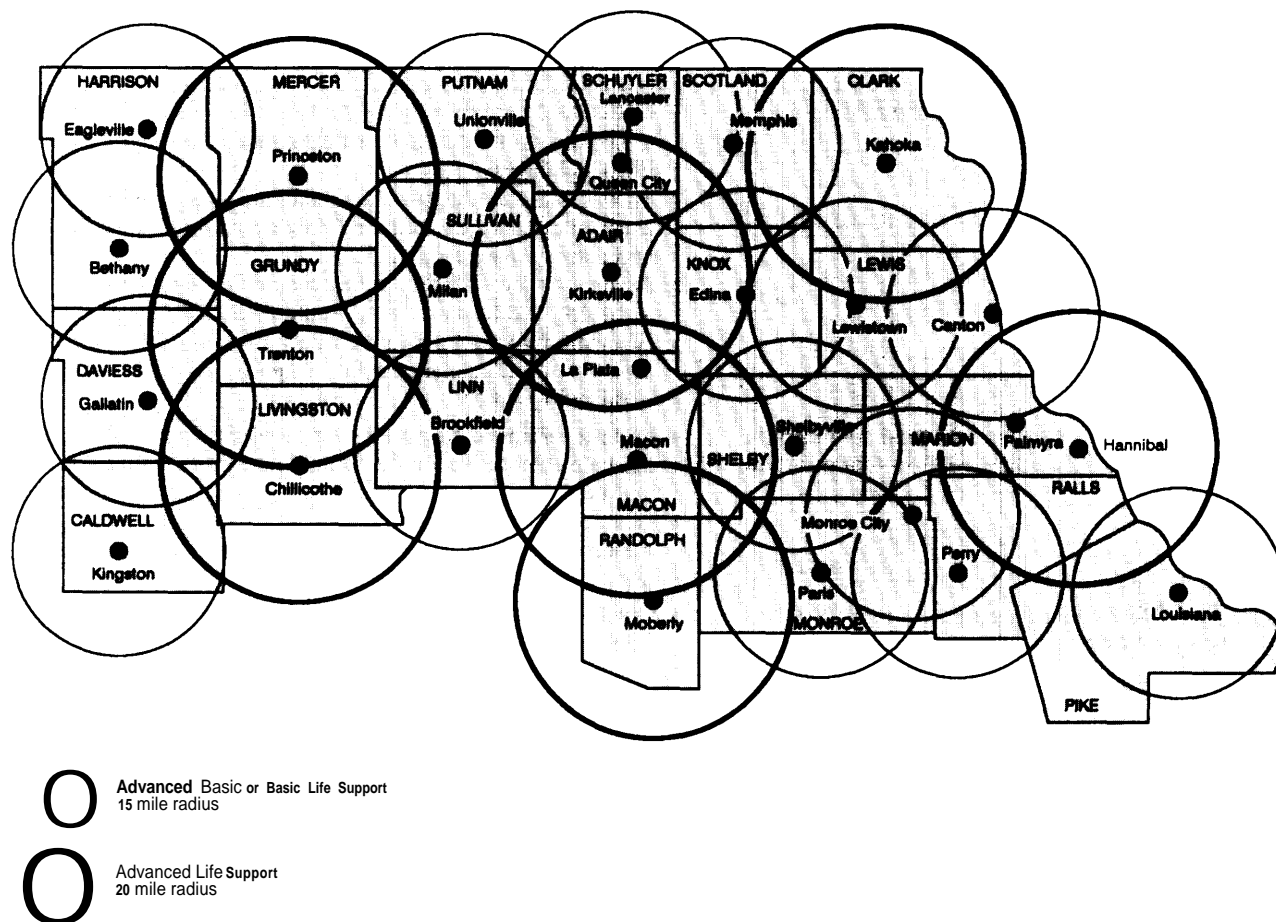 HARRISON
MERCER
PUTNAM
SCHUYLER
SCOTLAND
CLARK
Lancaster
Eagleville
Unionville
Memphis
Princeton
Kahoka
Queen City
SULLIVAN
ADAIR
Bethany
GRUNDY
KNOX
LEWIS
Milan
Kirksville
Edina
Lewistown
Canton
Trenton
DAVIESS
La Plata
LINN
Gallatin
LIVINGSTON
Brookfield
Macon
Shelbyville
MARION
Palmyra
Hannibal
SHELBY
Chillicothe
RALLS
MACON
CALDWELL
Monroe City
RANDOLPH
Perry
Kingston
Paris
Moberly
MONROE
Louisiana
PIKE
Advanced Basic or Basic Life Support
15 mile radius
Advanced Life Support
20 mile radius